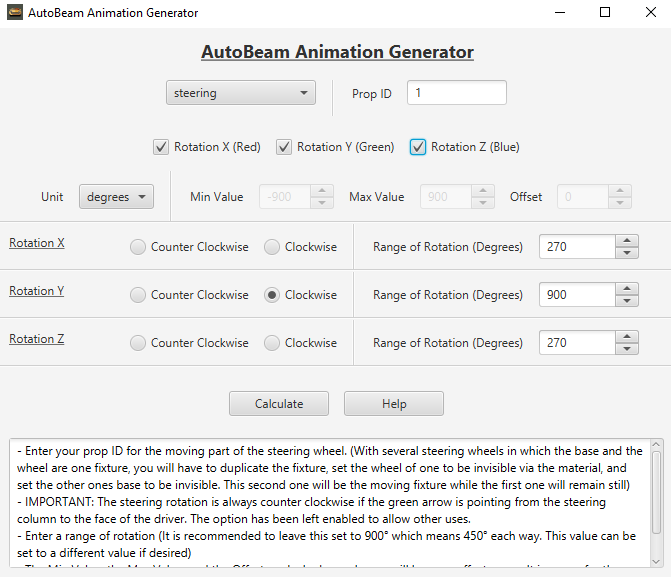 AutoBeam Animation Generator
AutoBeam Animation Generator
steering Prop ID 1
Rotation X (Red) Rotation Y (Green) Rotation Z (Blue)
Unit degrees Min Value -900 Max Value 900 Offset 0
Rotation X Counter Clockwise Clockwise Range of Rotation (Degrees) 270
Rotation Y Counter Clockwise Clockwise Range of Rotation (Degrees) 900
Rotation Z Counter Clockwise Clockwise Range of Rotation (Degrees) 270
Calculate Help
- Enter your prop ID for the moving part of the steering wheel. (With several steering wheels in which the base and the
wheel are one fixture, you will have to duplicate the fixture, set the wheel of one to be invisible via the material, and
set the other ones base to be invisible. This second one will be the moving fixture while the first one will remain still)
- IMPORTANT: The steering rotation is always counter clockwise if the green arrow is pointing from the steering
column to the face of the driver. The option has been left enabled to allow other uses.
- Enter a range of rotation (It is recommended to leave this set to 900° which means 450° each way. This value can be
set to a different value if desired)